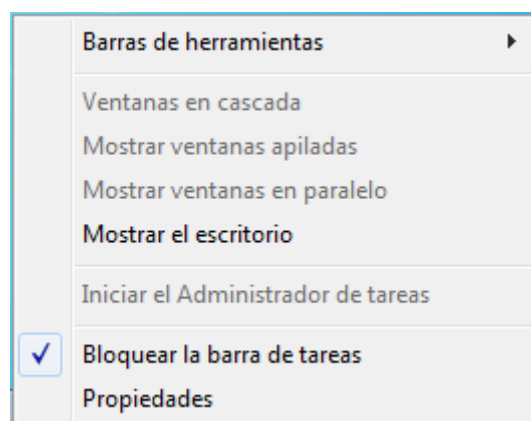 Barras de herramientas
Ventanas en cascada
Mostrar ventanas apiladas
Mostrar ventanas en paralelo
Mostrar el escritorio
Iniciar el Administrador de tareas
Bloquear la barra de tareas
Propiedades